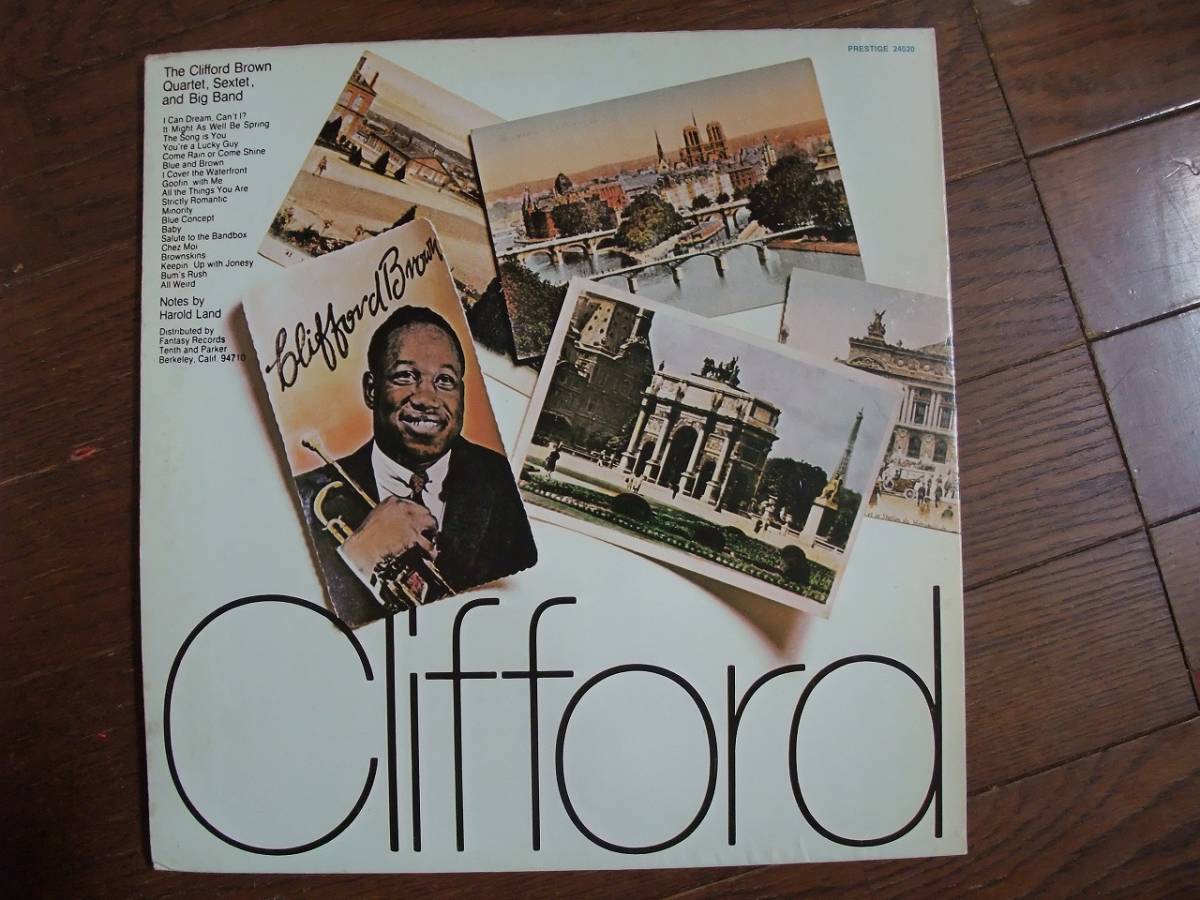 The Clifford Brown
Quartet, Sextet,
and Big Band
I Can Dream, Can't I?
It Might As Well Be Spring
The Song is You
You're a Lucky Guy
Come Rain or Come Shine
Blue and Brown
I Cover the Waterfront
Goofin' with Me
All the Things You Are
Strictly Romantic
Minority
Blue Concept
Baby
Salute to the Bandbox
Chez Moi
Brownskins
Keepin' Up with Jonesy
Bum's Rush
All Weird
Notes by
Harold Land
Distributed by
Fantasy Records
Tenth and Parker
Berkeley, Calif. 94710
PRESTIGE 24020
Clifford Brown
Clifford